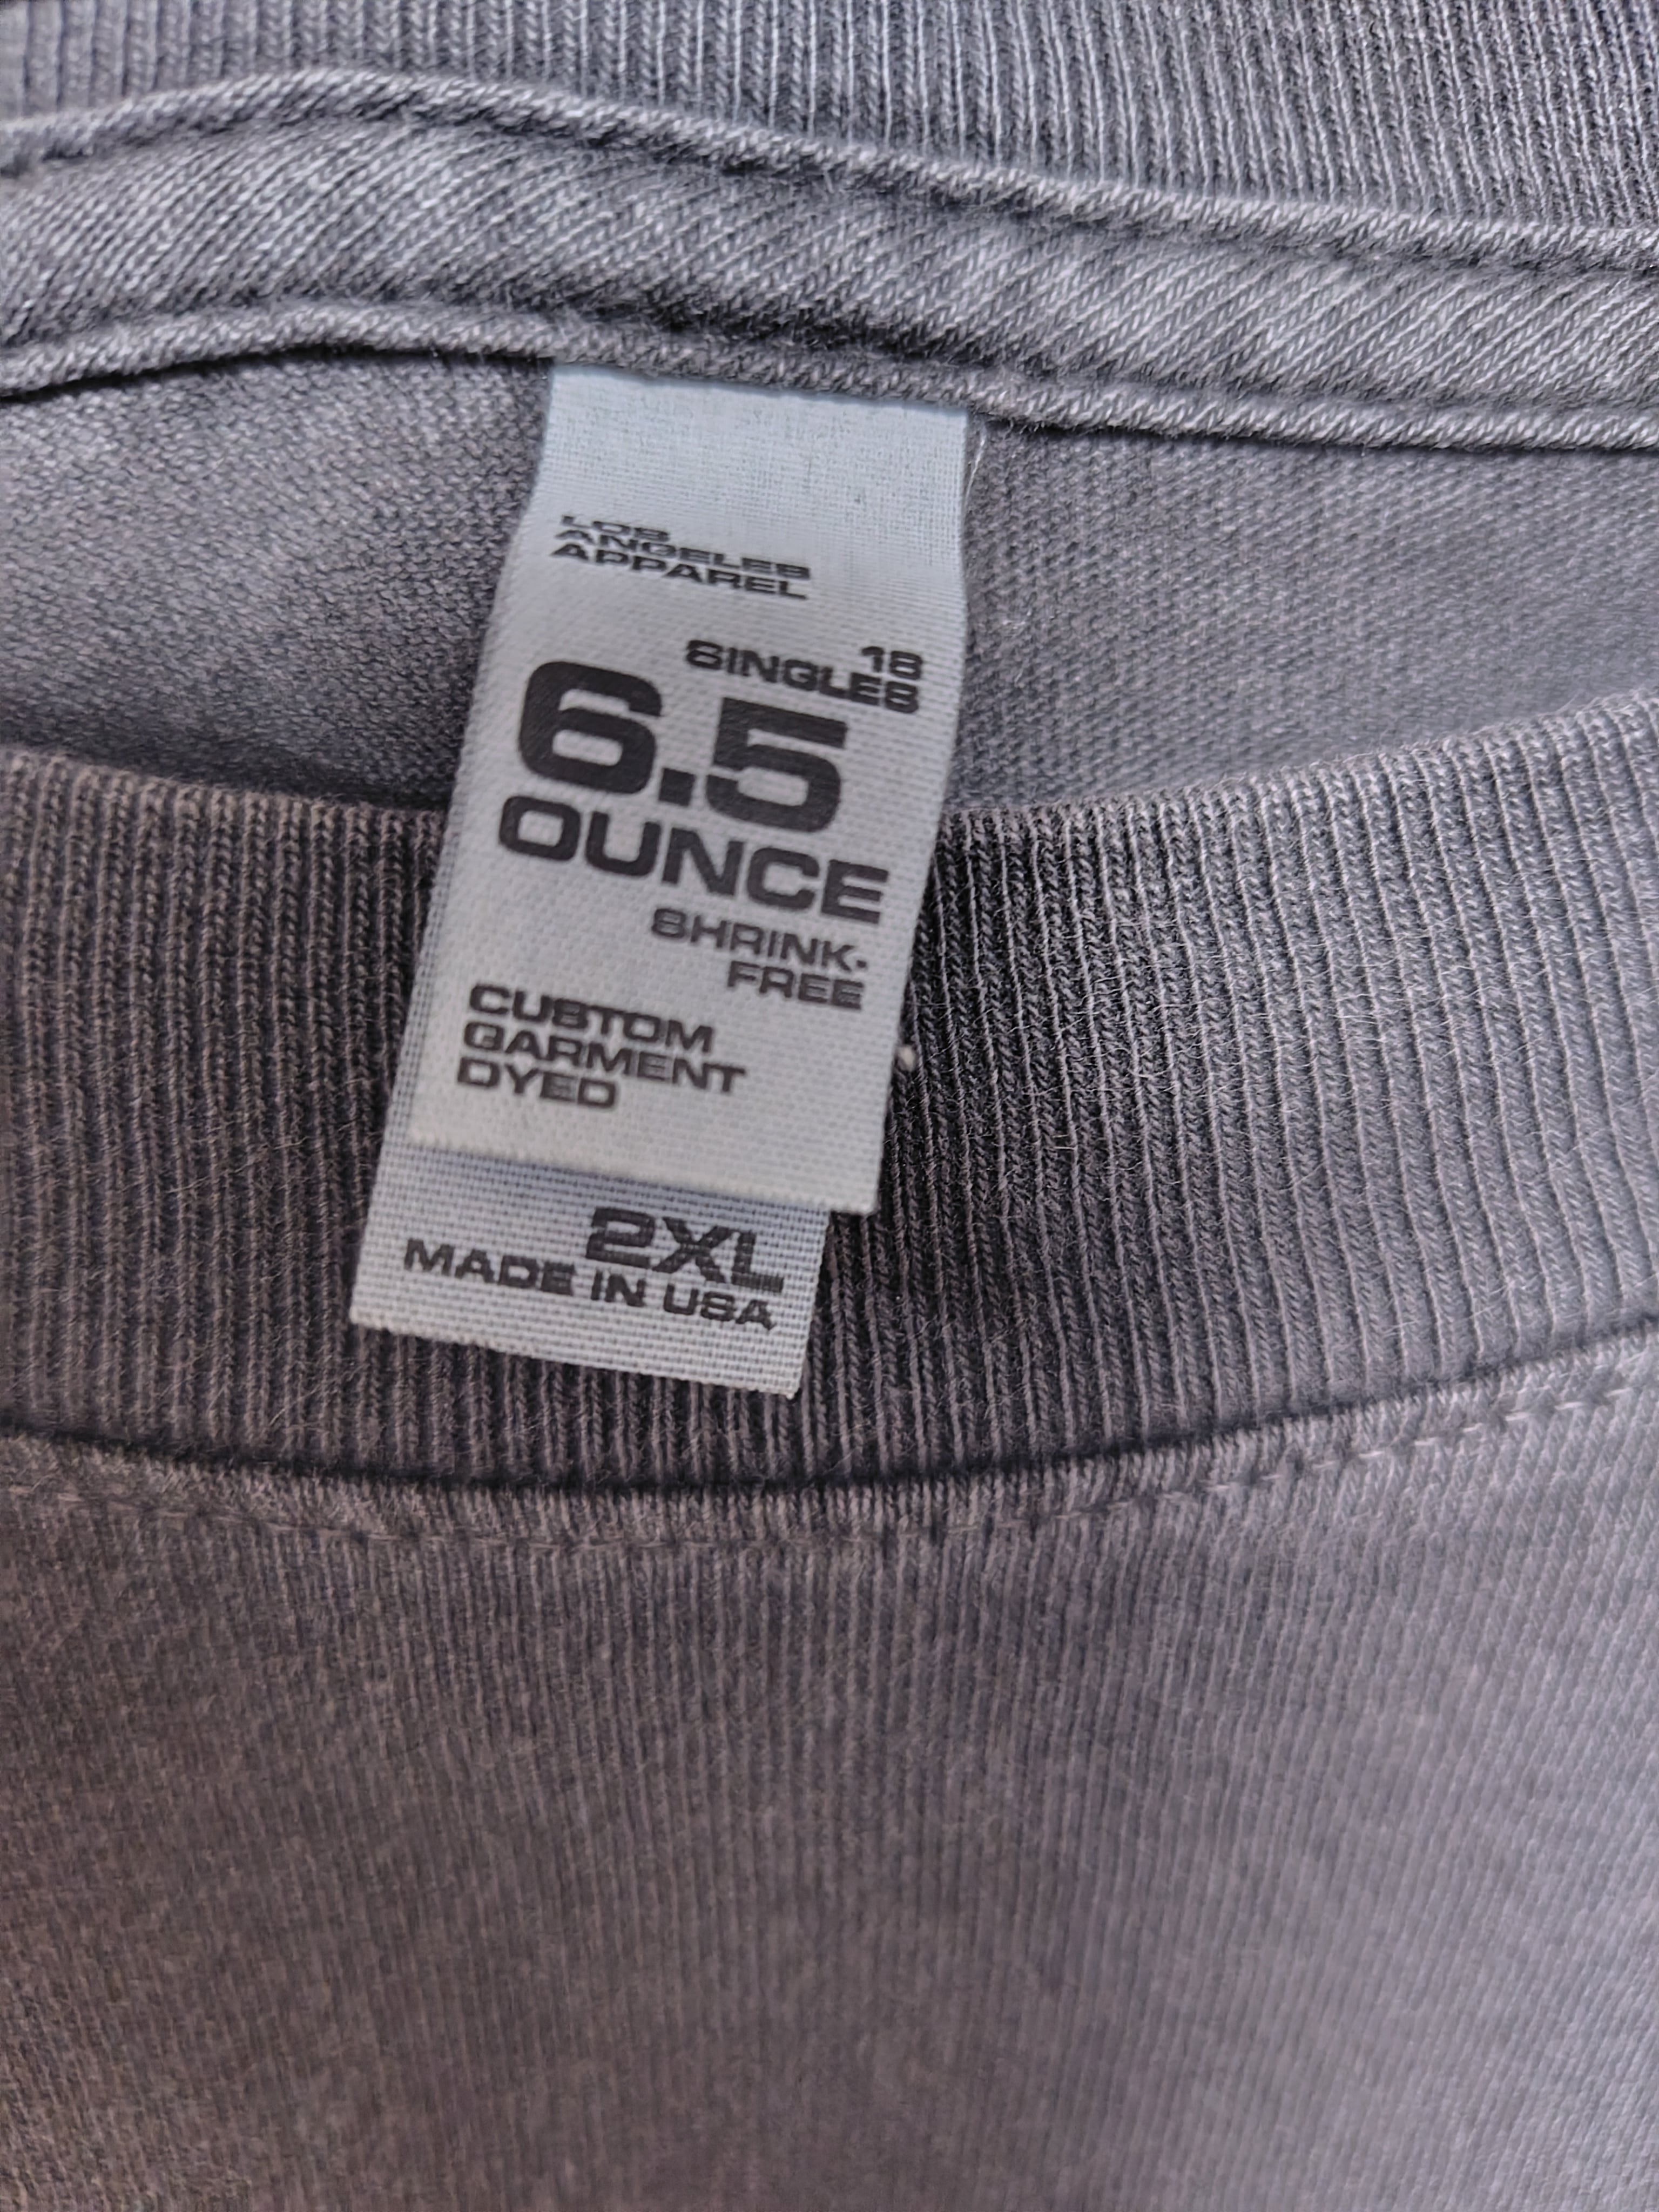 LOS
ANGELES
APPAREL
18
SINGLES
6.5
OUNCE
SHRINK-
FREE
CUSTOM
GARMENT
DYED
2XL
MADE IN USA